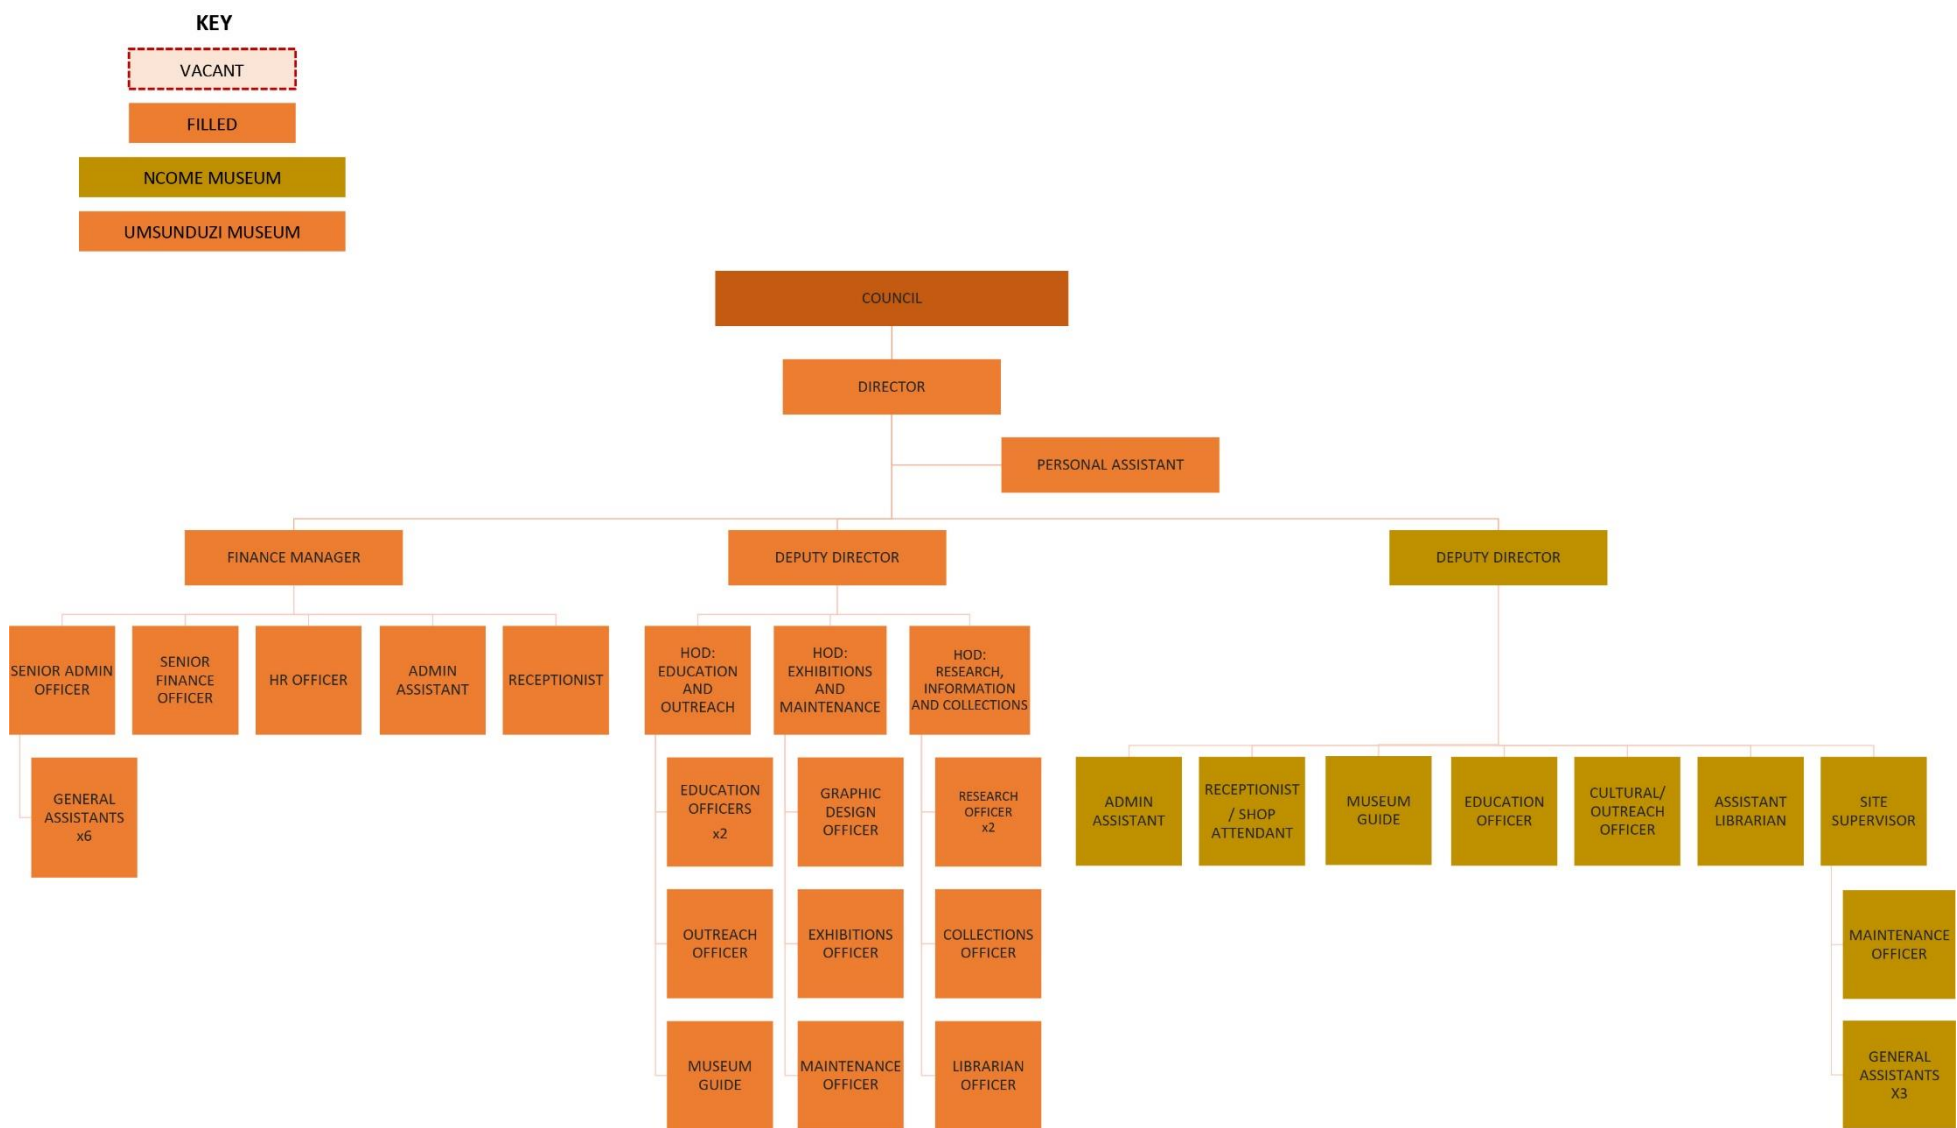 KEY
VACANT
FILLED
NCOME MUSEUM
UMSUNDUZI MUSEUM
COUNCIL
DIRECTOR
PERSONAL ASSISTANT
FINANCE MANAGER
DEPUTY DIRECTOR
DEPUTY DIRECTOR
SENIOR ADMIN
OFFICER
SENIOR
FINANCE
OFFICER
HR OFFICER
ADMIN
ASSISTANT
RECEPTIONIST
HOD:
EDUCATION
AND
OUTREACH
HOD:
EXHIBITIONS
AND
MAINTENANCE
HOD:
RESEARCH,
INFORMATION
AND COLLECTIONS
GENERAL
ASSISTANTS
x6
EDUCATION
OFFICERS
x2
GRAPHIC
DESIGN
OFFICER
RESEARCH
OFFICER
x2
ADMIN
ASSISTANT
RECEPTIONIST
/ SHOP
ATTENDANT
MUSEUM
GUIDE
EDUCATION
OFFICER
CULTURAL/
OUTREACH
OFFICER
ASSISTANT
LIBRARIAN
SITE
SUPERVISOR
OUTREACH
OFFICER
EXHIBITIONS
OFFICER
COLLECTIONS
OFFICER
MAINTENANCE
OFFICER
MUSEUM
GUIDE
MAINTENANCE
OFFICER
LIBRARIAN
OFFICER
GENERAL
ASSISTANTS
X3